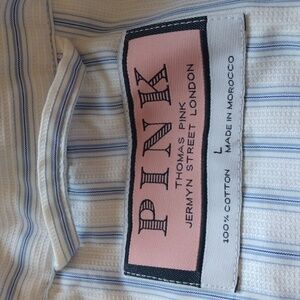 PINK
THOMAS PINK
JERMYN STREET LONDON
L
100% COTTON MADE IN MOROCCO